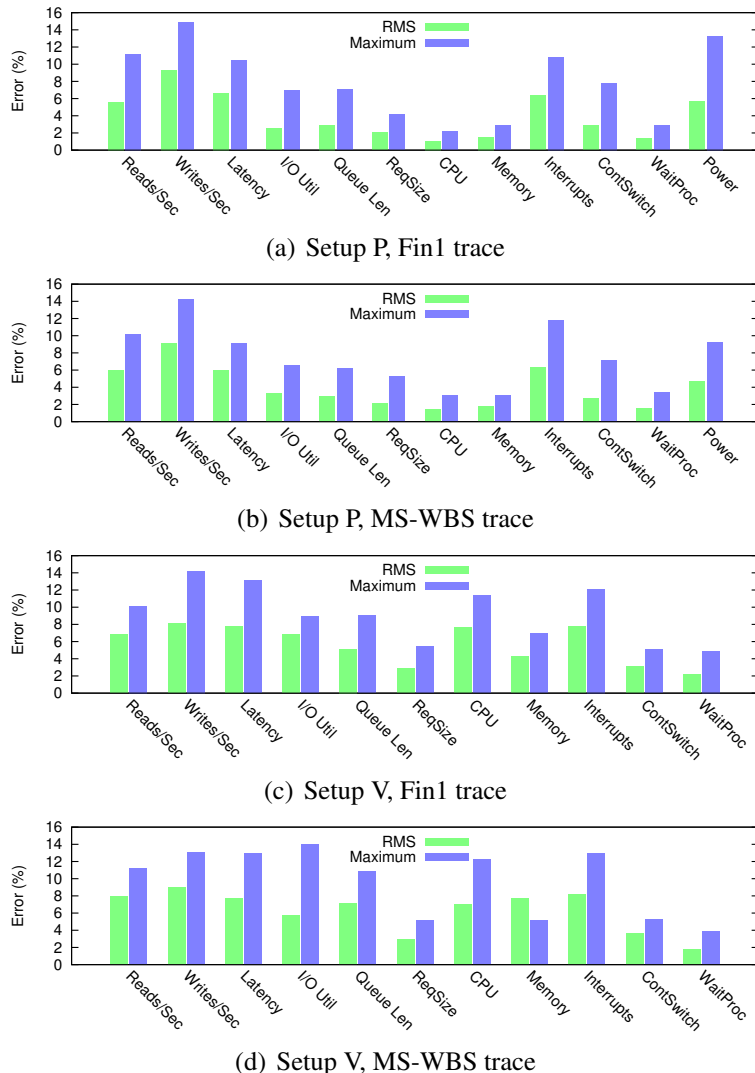 16
14
12
10
8
6
4
2
0
Error (%)
RMS
Maximum
Reads/Sec
Writes/Sec
Latency
I/O Util
Queue Len
ReqSize
CPU
Memory
Interrupts
ContSwitch
WaitProc
Power
(a) Setup P, Fin1 trace
16
14
12
10
8
6
4
2
0
Error (%)
RMS
Maximum
Reads/Sec
Writes/Sec
Latency
I/O Util
Queue Len
ReqSize
CPU
Memory
Interrupts
ContSwitch
WaitProc
Power
(b) Setup P, MS-WBS trace
16
14
12
10
8
6
4
2
0
Error (%)
RMS
Maximum
Reads/Sec
Writes/Sec
Latency
I/O Util
Queue Len
ReqSize
CPU
Memory
Interrupts
ContSwitch
WaitProc
(c) Setup V, Fin1 trace
16
14
12
10
8
6
4
2
0
Error (%)
RMS
Maximum
Reads/Sec
Writes/Sec
Latency
I/O Util
Queue Len
ReqSize
CPU
Memory
Interrupts
ContSwitch
WaitProc
(d) Setup V, MS-WBS trace